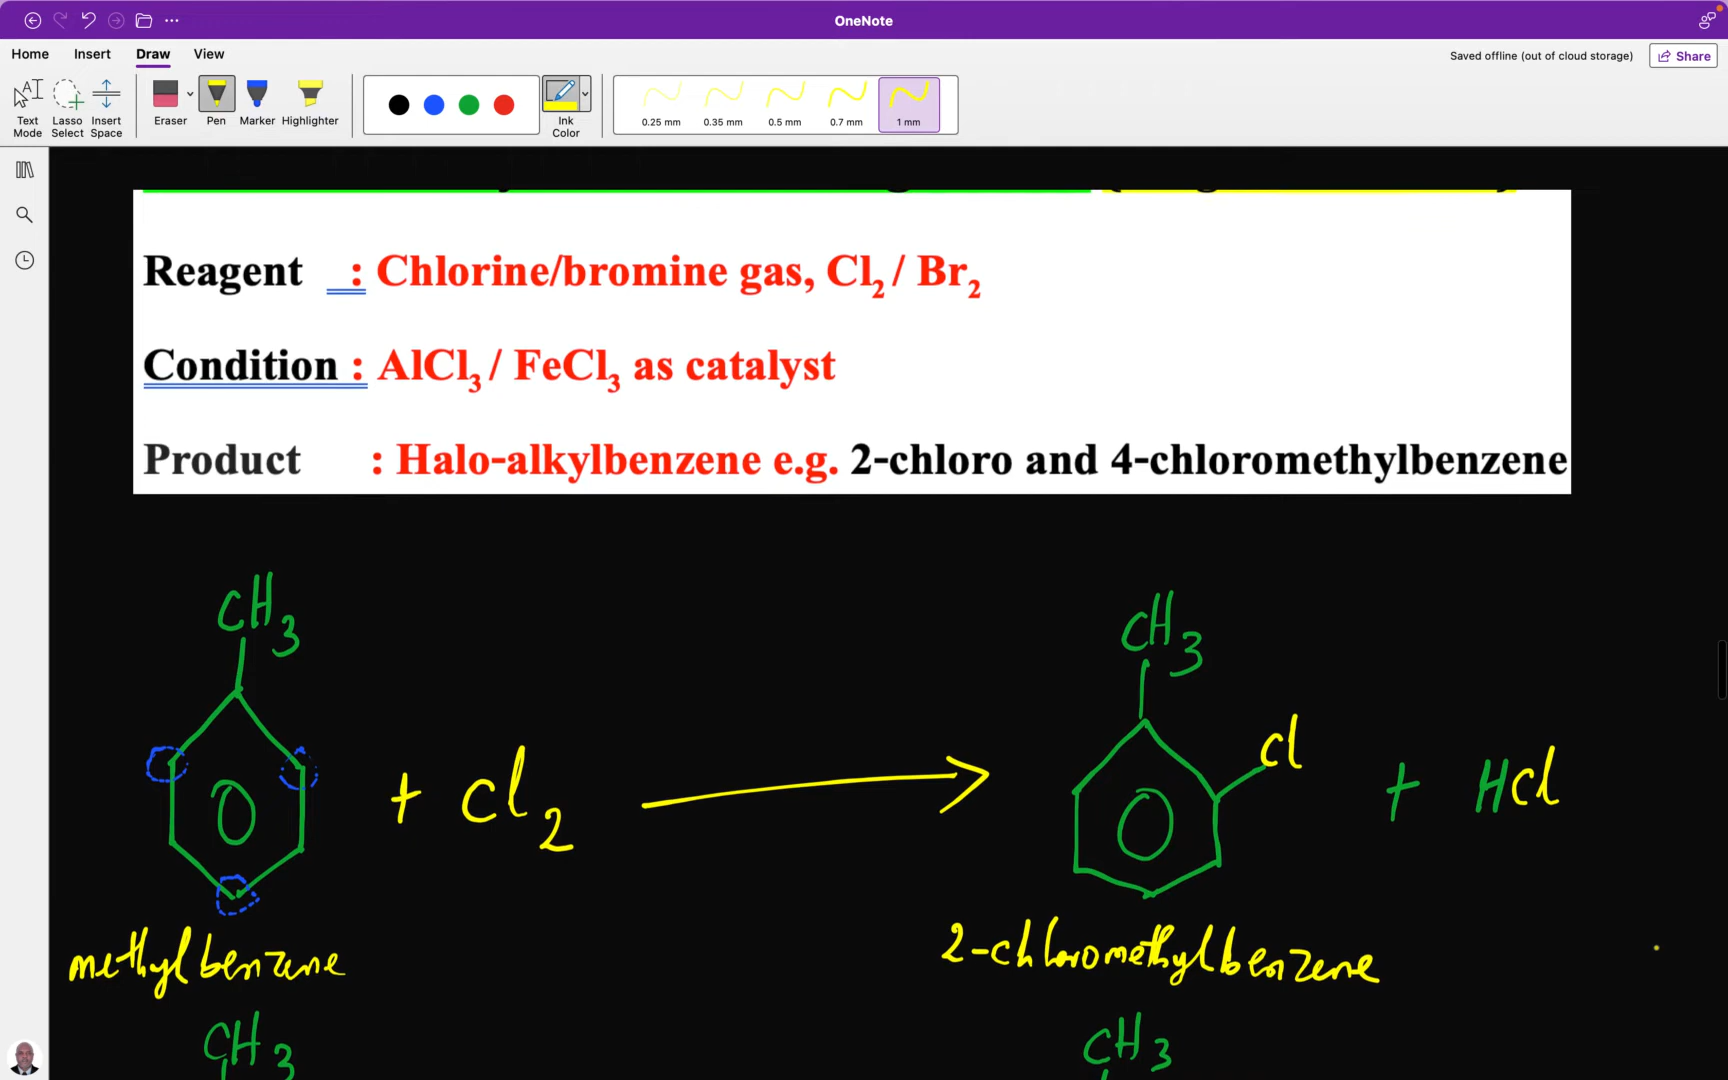 OneNote
Home Insert Draw View
Saved offline (out of cloud storage) Share
Text Mode
Lasso Select
Insert Space
Eraser Pen Marker Highlighter
Ink Color
0.25 mm 0.35 mm 0.5 mm 0.7 mm 1 mm
Reagent : Chlorine/bromine gas, Cl₂ / Br₂
Condition : AlCl₃ / FeCl₃ as catalyst
Product : Halo-alkylbenzene e.g. 2-chloro and 4-chloromethylbenzene
CH₃ CH₃
Cl
+ Cl₂ + HCl
methylbenzene 2-chloromethylbenzene
CH₃ CH₃